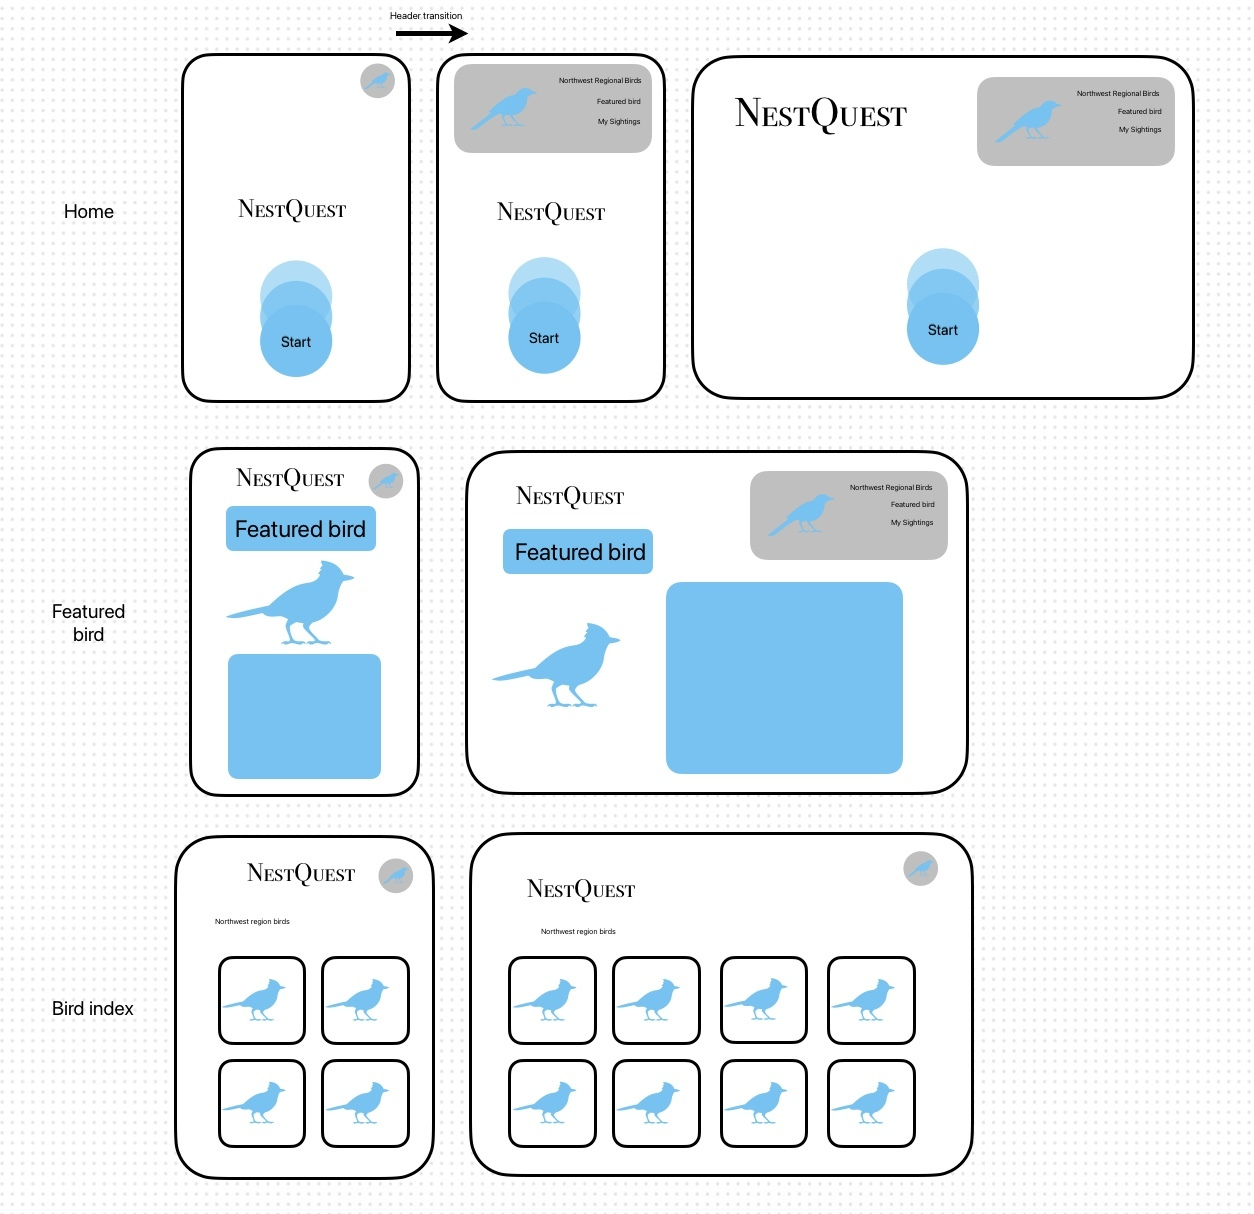 Header transition
Home
NestQuest
Start
Northwest Regional Birds
Featured bird
My Sightings
NestQuest
Start
NestQuest
Northwest Regional Birds
Featured bird
My Sightings
Start
Featured
bird
NestQuest
Featured bird
NestQuest
Northwest Regional Birds
Featured bird
My Sightings
Featured bird
Bird index
NestQuest
Northwest region birds
NestQuest
Northwest region birds